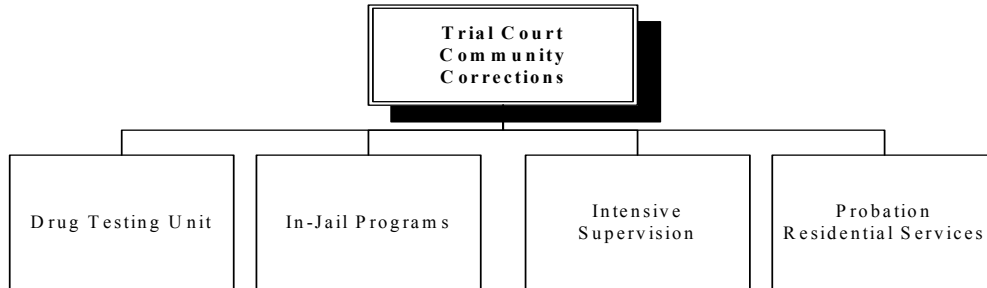 Trial Court
Community
Corrections
Drug Testing Unit
In-Jail Programs
Intensive
Supervision
Probation
Residential Services